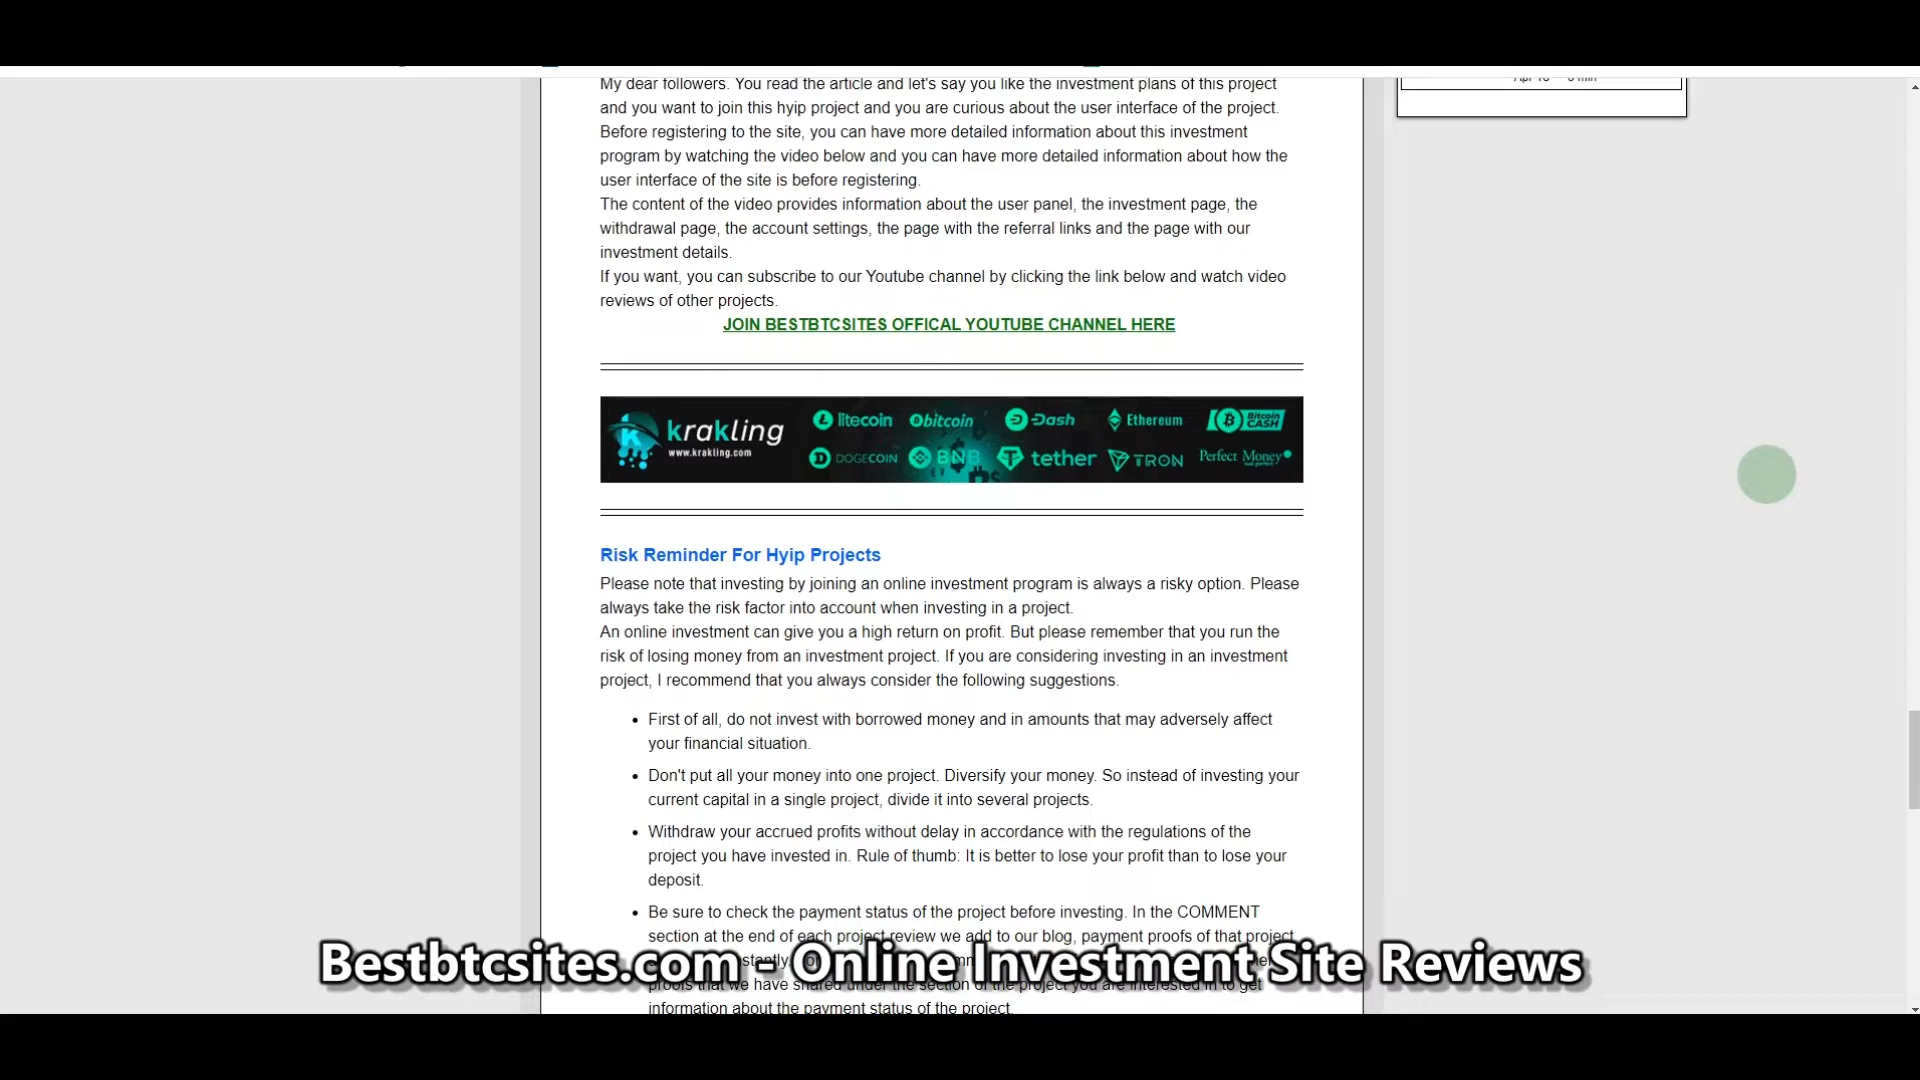 My dear followers. You read the article and let's say you like the investment plans of this project
and you want to join this hyip project and you are curious about the user interface of the project.
Before registering to the site, you can have more detailed information about this investment
program by watching the video below and you can have more detailed information about how the
user interface of the site is before registering.
The content of the video provides information about the user panel, the investment page, the
withdrawal page, the account settings, the page with the referral links and the page with our
investment details.
If you want, you can subscribe to our Youtube channel by clicking the link below and watch video
reviews of other projects.
JOIN BESTBTCSITES OFFICAL YOUTUBE CHANNEL HERE
krakling
www.krakling.com
litecoin bitcoin Dash Ethereum Bitcoin CASH
DOGECOIN BNB tether TRON Perfect Money
Risk Reminder For Hyip Projects
Please note that investing by joining an online investment program is always a risky option. Please
always take the risk factor into account when investing in a project.
An online investment can give you a high return on profit. But please remember that you run the
risk of losing money from an investment project. If you are considering investing in an investment
project, I recommend that you always consider the following suggestions.
• First of all, do not invest with borrowed money and in amounts that may adversely affect
your financial situation.
• Don't put all your money into one project. Diversify your money. So instead of investing your
current capital in a single project, divide it into several projects.
• Withdraw your accrued profits without delay in accordance with the regulations of the
project you have invested in. Rule of thumb: It is better to lose your profit than to lose your
deposit.
• Be sure to check the payment status of the project before investing. In the COMMENT
section at the end of each project review we add to our blog, payment proofs of that project
Bestbtcsites.com - Online Investment Site Reviews
proofs that we have shared under the section of the project you are interested in to get
information about the payment status of the project.